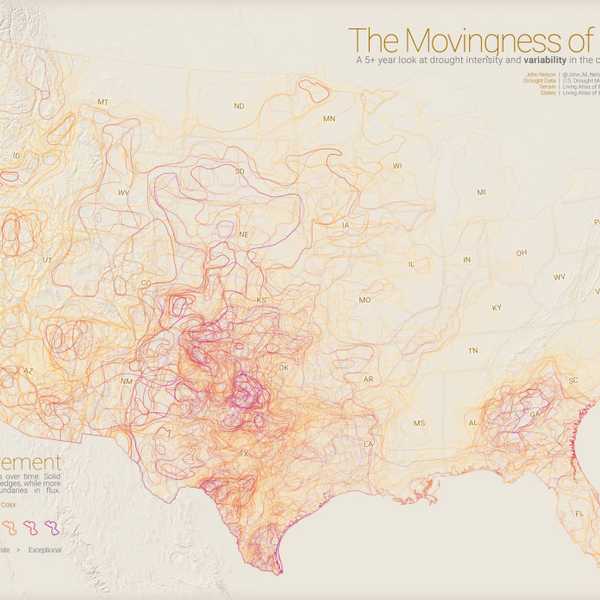 The Movingness of
A 5+ year look at drought intensity and variability in the c
John Nelson | @John_M_Nels
Drought Data | U.S. Drought M
Terrain | Living Atlas of
States | Living Atlas of
MT
ND
MN
ID
SD
WI
WY
MI
NE
IA
PA
UT
IL
IN
OH
CO
WV
KS
MO
KY
TN
AZ
NM
OK
AR
SC
MS
AL
GA
LA
TX
FL
ement
s over time. Solid
edges, while more
undaries in flux.
Color
ate > Exceptional